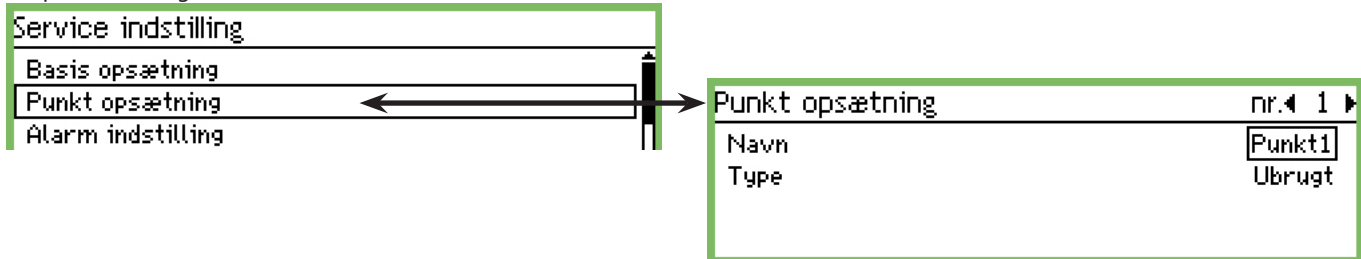 Service indstilling
Basis opsætning
Punkt opsætning
Alarm indstilling
Punkt opsætning nr. 1
Navn Punkt1
Type Ubrugt